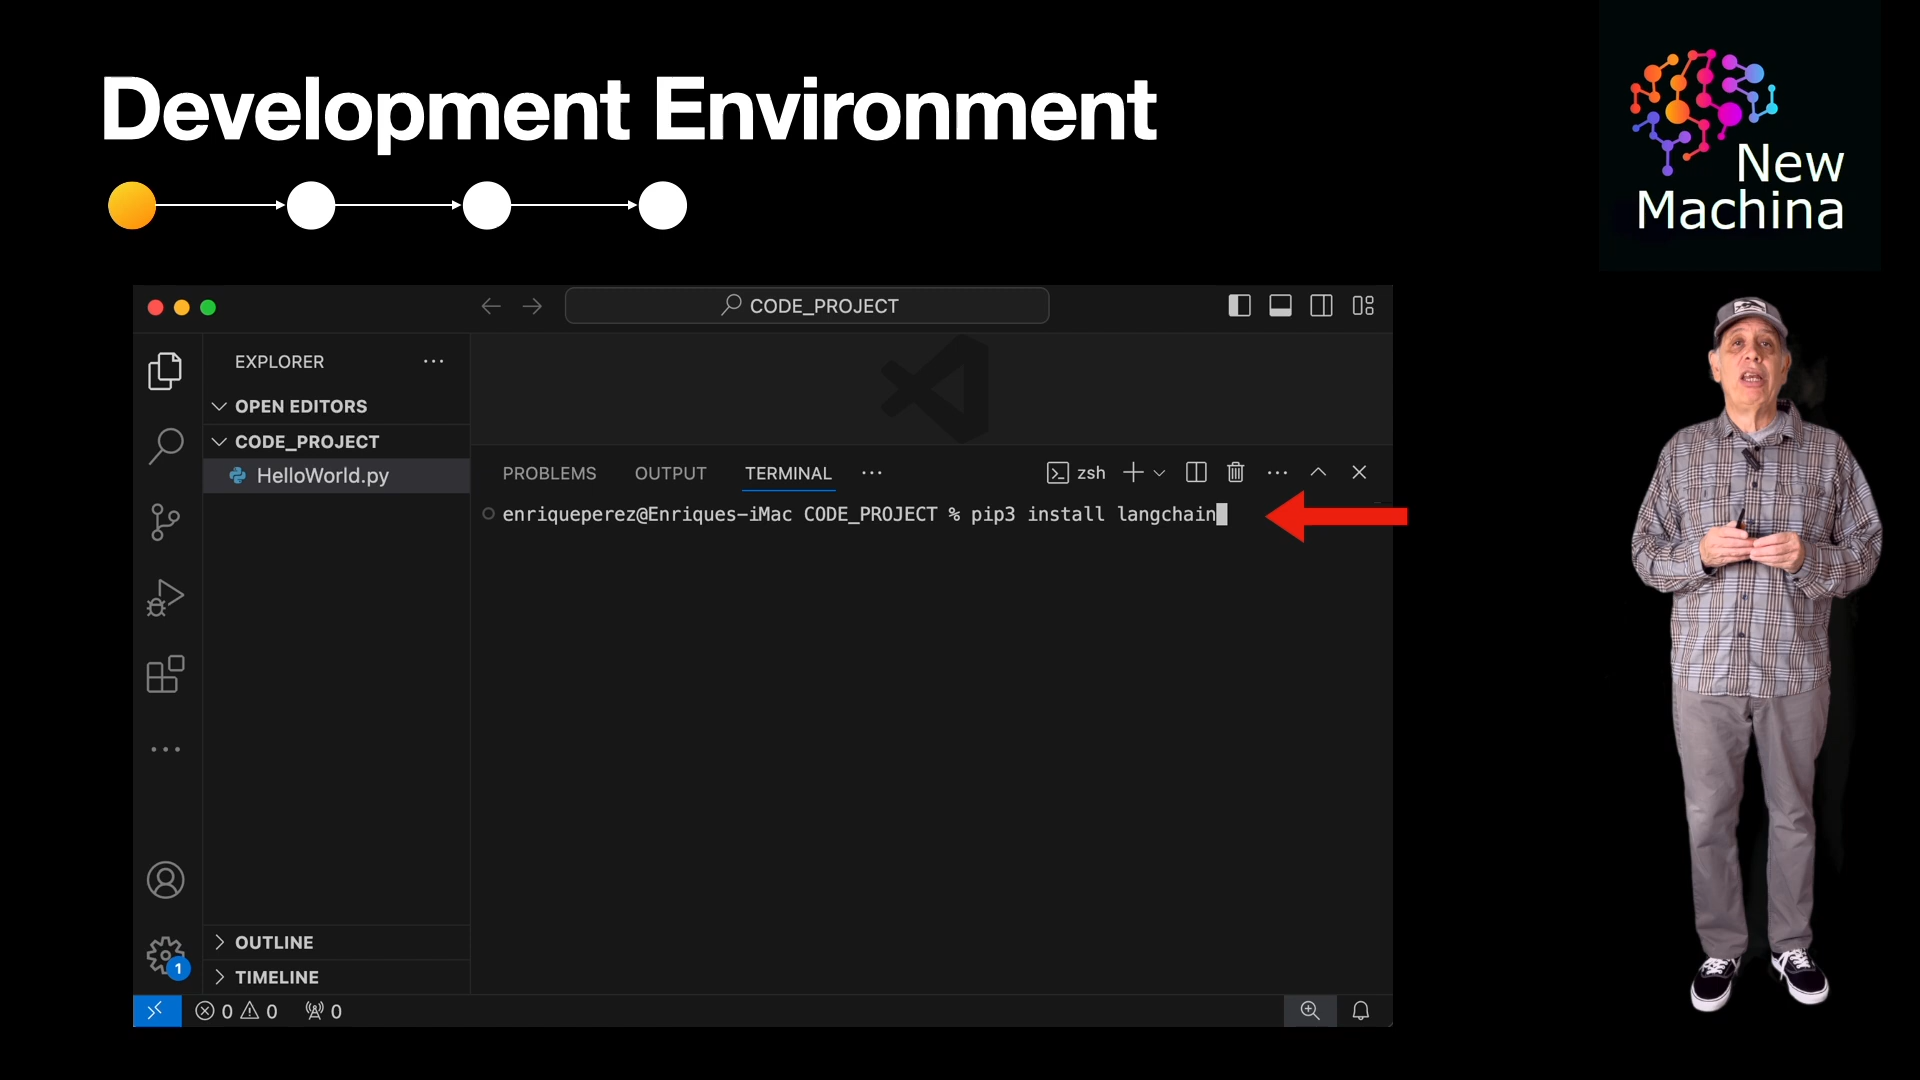 Development Environment
New
Machina
CODE_PROJECT
EXPLORER
OPEN EDITORS
CODE_PROJECT
HelloWorld.py
PROBLEMS OUTPUT TERMINAL zsh
enriqueperez@Enriques-iMac CODE_PROJECT % pip3 install langchain
OUTLINE
1
TIMELINE
0 0 0